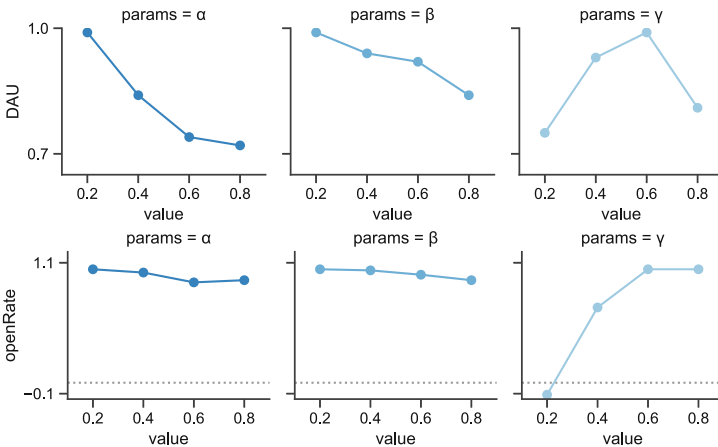 params = α params = β params = γ
1.0
DAU
0.7
0.2 0.4 0.6 0.8 0.2 0.4 0.6 0.8 0.2 0.4 0.6 0.8
value value value
params = α params = β params = γ
1.1
openRate
−0.1
0.2 0.4 0.6 0.8 0.2 0.4 0.6 0.8 0.2 0.4 0.6 0.8
value value value